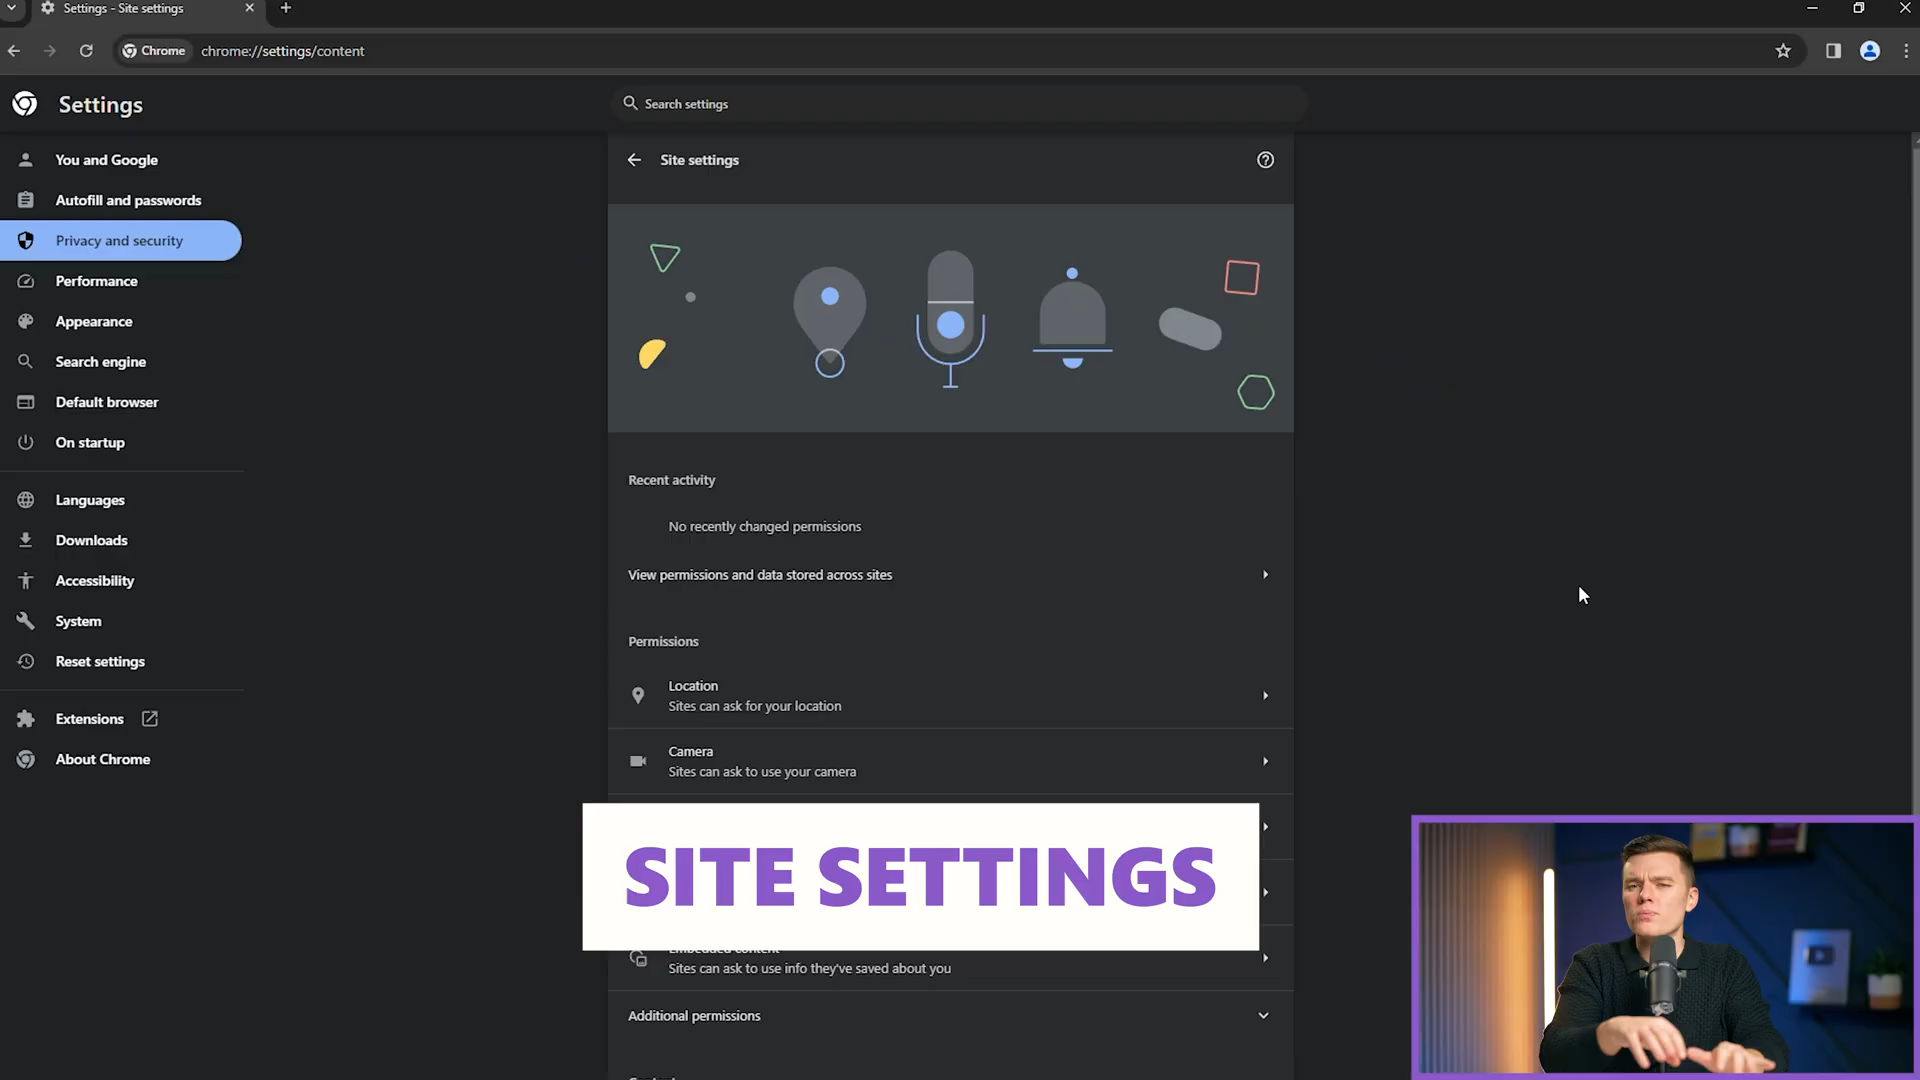 Settings - Site settings
Chrome
chrome://settings/content
Settings
Search settings
You and Google
Autofill and passwords
Privacy and security
Performance
Appearance
Search engine
Default browser
On startup
Languages
Downloads
Accessibility
System
Reset settings
Extensions
About Chrome
Site settings
Recent activity
No recently changed permissions
View permissions and data stored across sites
Permissions
Location
Sites can ask for your location
Camera
Sites can ask to use your camera
SITE SETTINGS
Embedded content
Sites can ask to use info they've saved about you
Additional permissions